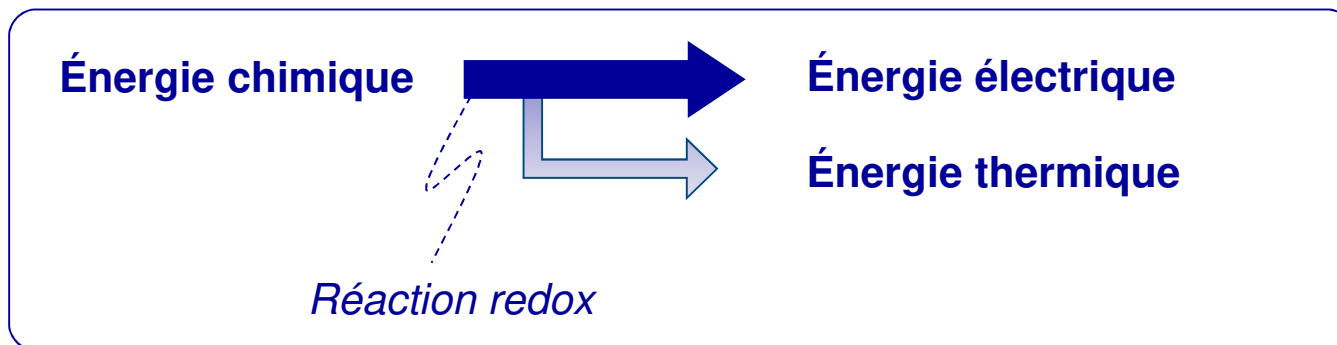 Énergie chimique
Énergie électrique
Énergie thermique
Réaction redox